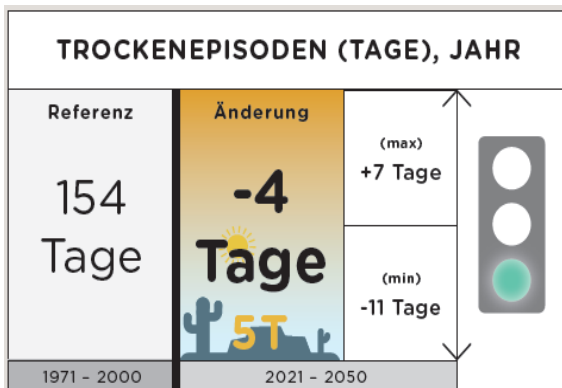 TROCKENEPISODEN (TAGE), JAHR
Referenz
154
Tage
Änderung
-4
Tage
5T
(max)
+7 Tage
(min)
-11 Tage
1971 – 2000
2021 – 2050